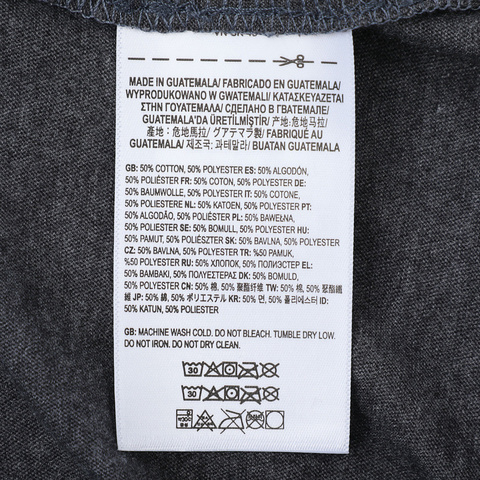 MADE IN GUATEMALA/ FABRICADO EN GUATEMALA/
WYPRODUKOWANO W GWATEMALI/ ΚΑΤΑΣΚΕΥΑΖΕΤΑΙ
ΣΤΗΝ ΓΟΥΑΤΕΜΑΛΑ/ СДЕЛАНО В ГВАТЕМАЛЕ/
GUATEMALA'DA ÜRETİLMİŞTİR/ 产地: 危地马拉/
產地: 危地馬拉/ グアテマラ製/ FABRIQUÉ AU
GUATEMALA/ 제조국: 과테말라/ BUATAN GUATEMALA
GB: 50% COTTON, 50% POLYESTER ES: 50% ALGODÓN,
50% POLIÉSTER FR: 50% COTON, 50% POLYESTER DE:
50% BAUMWOLLE, 50% POLYESTER IT: 50% COTONE,
50% POLIESTERE NL: 50% KATOEN, 50% POLYESTER PT:
50% ALGODÃO, 50% POLIÉSTER PL: 50% BAWEŁNA,
50% POLIESTER SE: 50% BOMULL, 50% POLYESTER HU:
50% PAMUT, 50% POLIÉSZTER SK: 50% BAVLNA, 50% POLYESTER
CZ: 50% BAVLNA, 50% POLYESTER TR: %50 PAMUK,
%50 POLYESTER RU: 50% ХЛОПОК, 50% ПОЛИЭСТЕР EL:
50% ΒΑΜΒΑΚΙ, 50% ΠΟΛΥΕΣΤΕΡΑΣ DK: 50% BOMULD,
50% POLYESTER CN: 50% 棉, 50% 聚酯纤维 TW: 50% 棉, 50% 聚酯纖
維 JP: 50% 綿, 50% ポリエステル KR: 50% 면, 50% 폴리에스터 ID:
50% KATUN, 50% POLIESTER
GB: MACHINE WASH COLD. DO NOT BLEACH. TUMBLE DRY LOW.
DO NOT IRON. DO NOT DRY CLEAN.
30
30